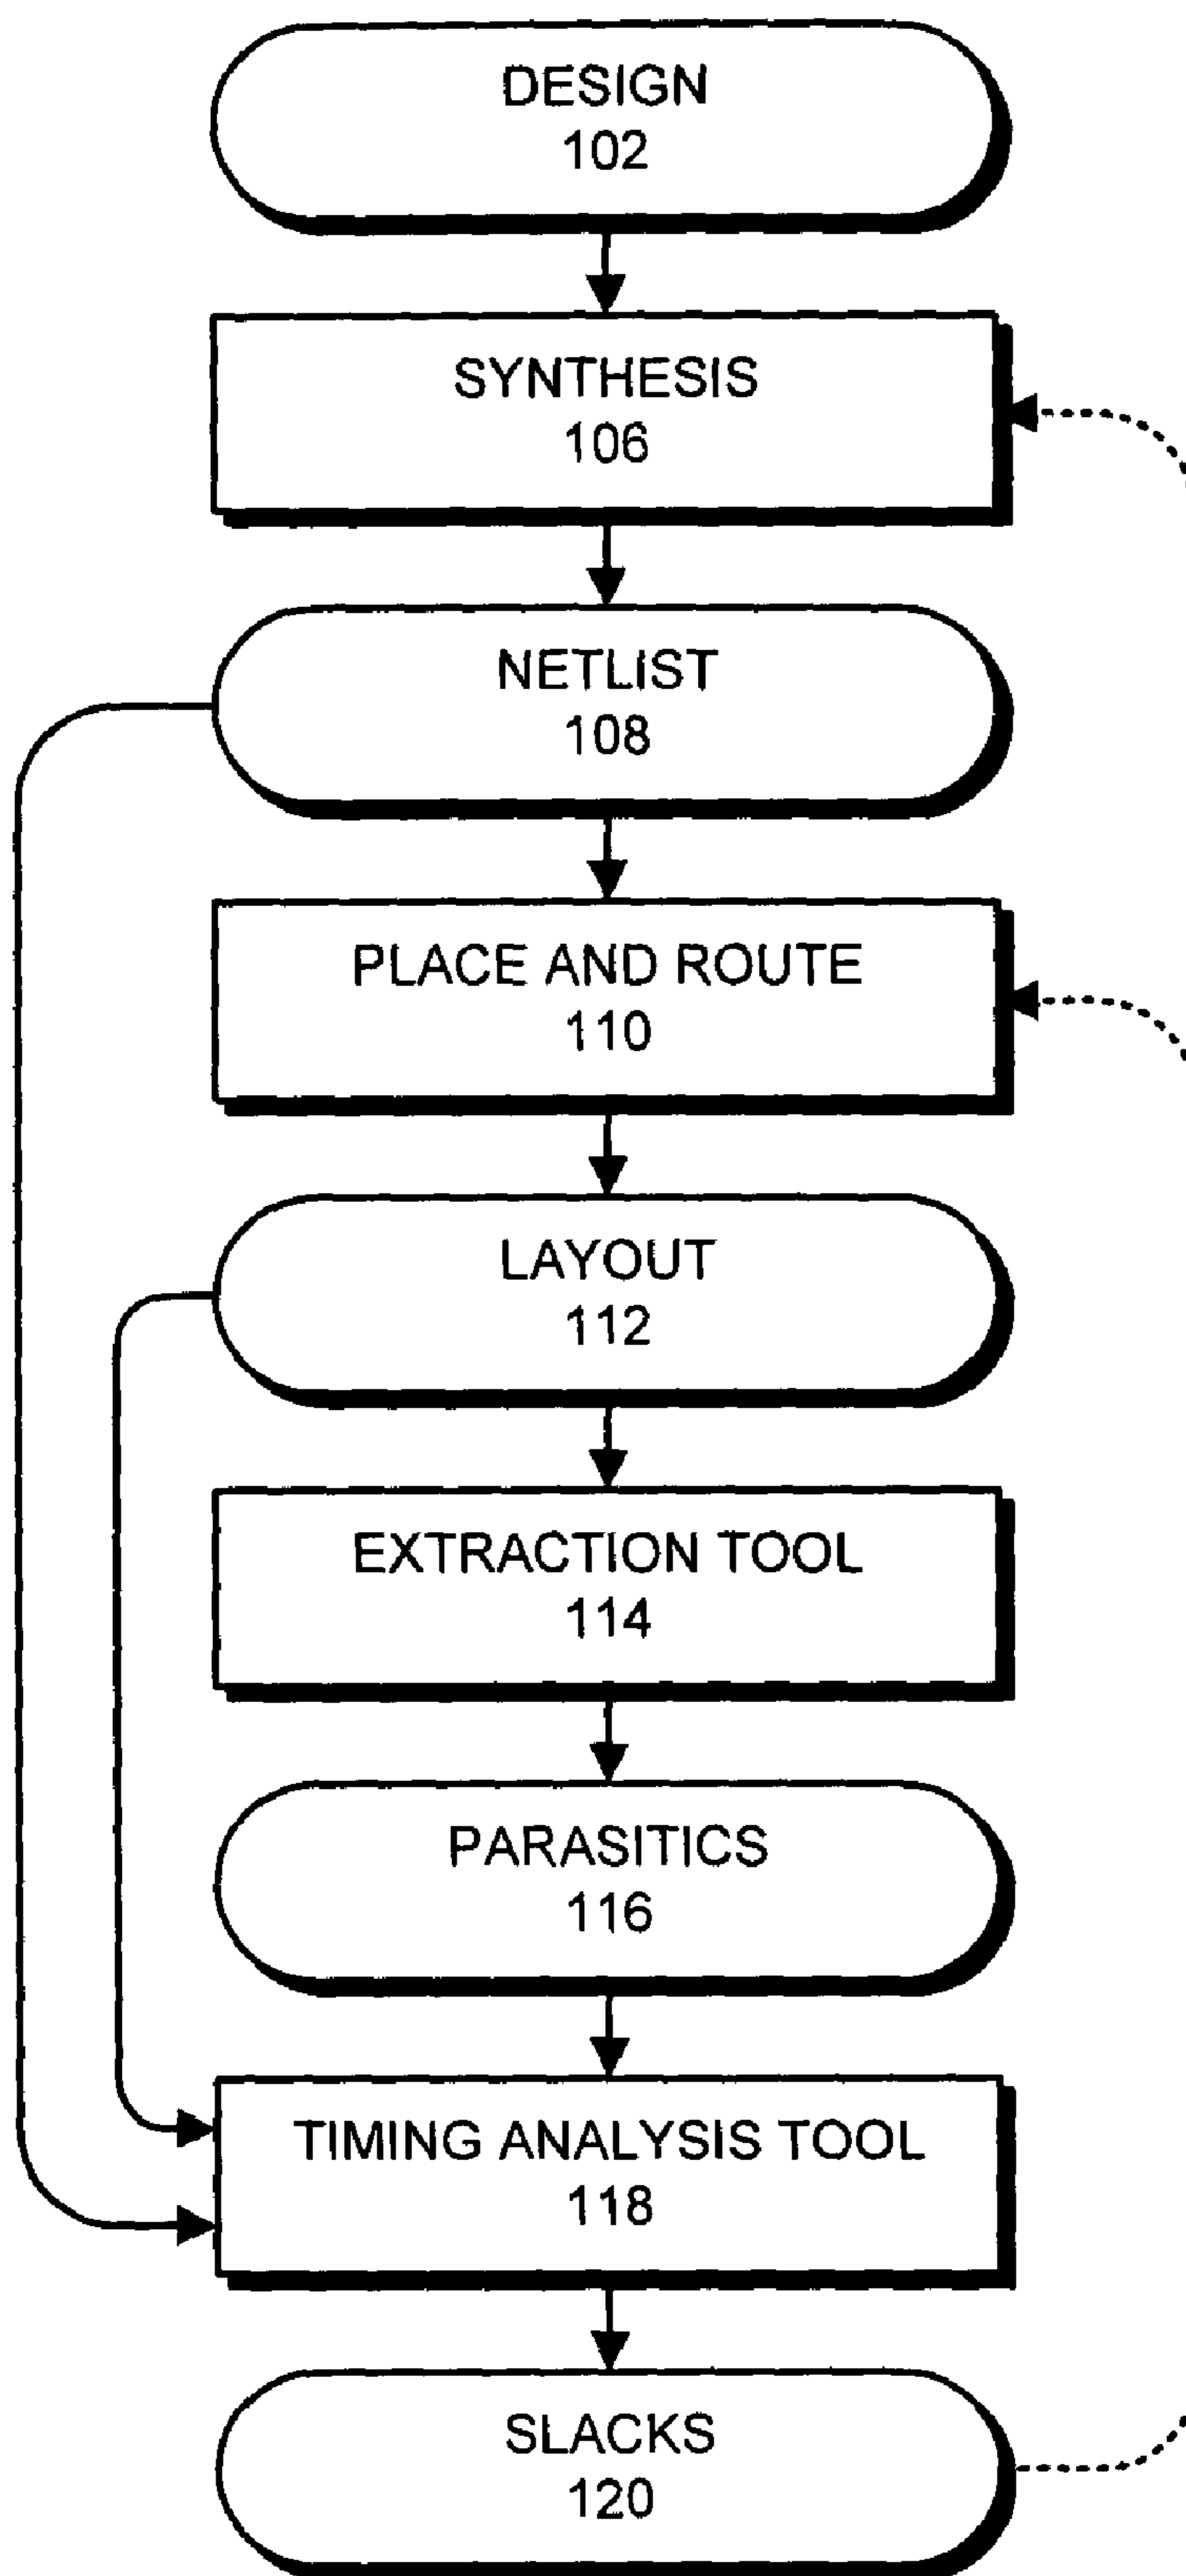 DESIGN
102
SYNTHESIS
106
NETLIST
108
PLACE AND ROUTE
110
LAYOUT
112
EXTRACTION TOOL
114
PARASITICS
116
TIMING ANALYSIS TOOL
118
SLACKS
120